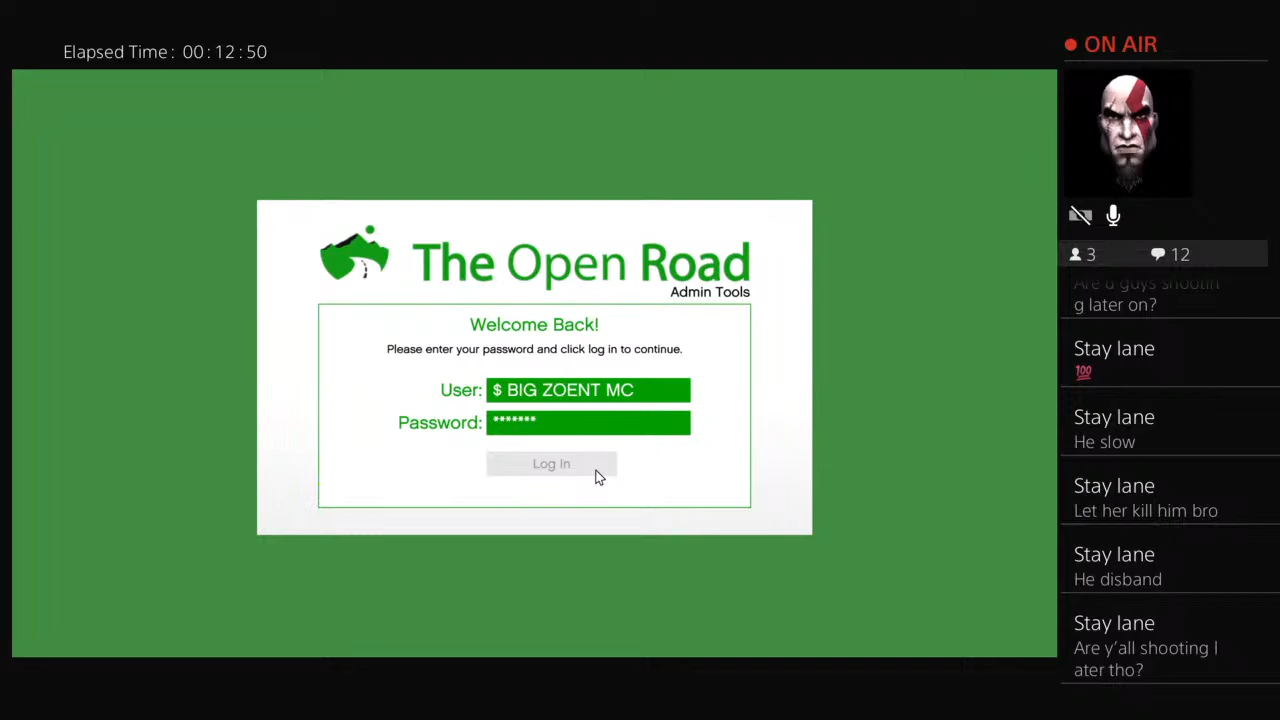 Elapsed Time: 00:12:50
ON AIR
The Open Road
Admin Tools
Welcome Back!
Please enter your password and click log in to continue.
User: $ BIG ZOENT MC
Password: *******
Log In
3 12
Are u guys shootin
g later on?
Stay lane
💯
Stay lane
He slow
Stay lane
Let her kill him bro
Stay lane
He disband
Stay lane
Are y’all shooting l
ater tho?